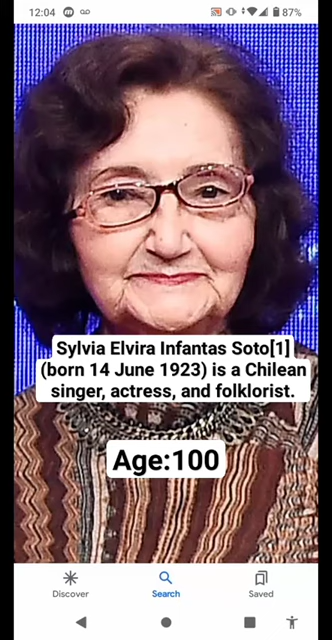 12:04
87%
Sylvia Elvira Infantas Soto[1]
(born 14 June 1923) is a Chilean
singer, actress, and folklorist.
Age:100
Discover
Search
Saved